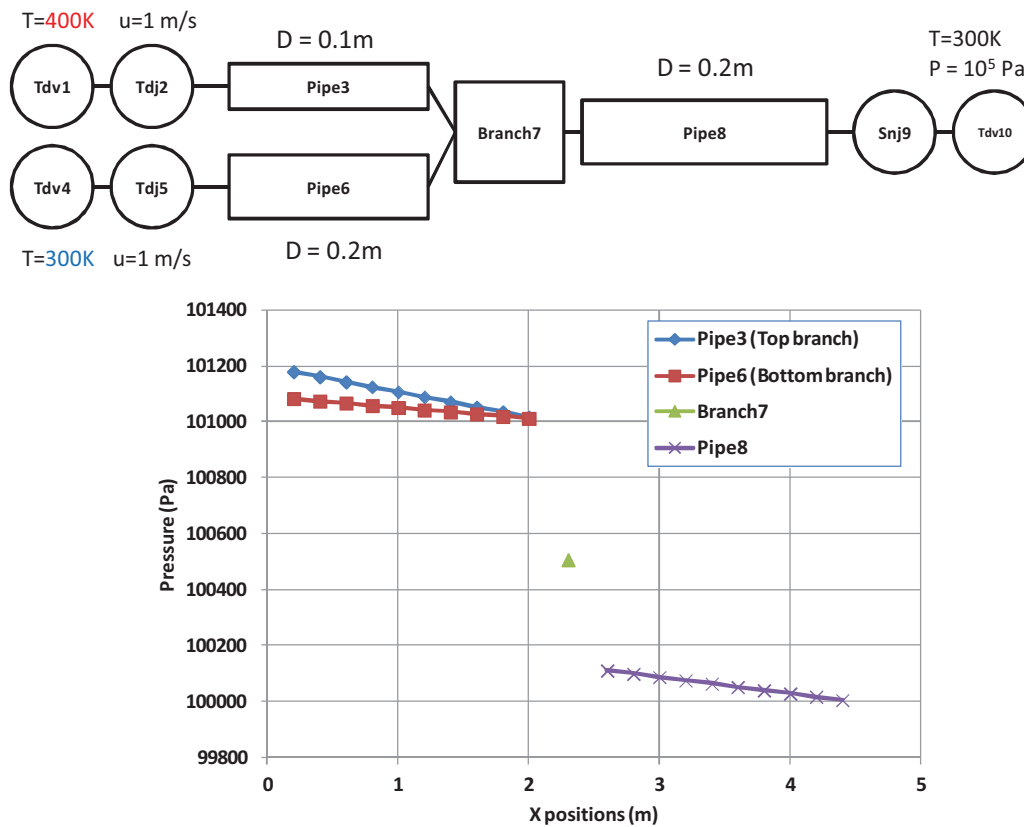 T=400K u=1 m/s
D = 0.1m
T=300K
P = 10⁵ Pa
D = 0.2m
Tdv1
Tdj2
Pipe3
Branch7
Pipe8
Snj9
Tdv10
Tdv4
Tdj5
Pipe6
T=300K u=1 m/s
D = 0.2m
101400
101200
101000
100800
100600
100400
100200
100000
99800
Pressure (Pa)
Pipe3 (Top branch)
Pipe6 (Bottom branch)
Branch7
Pipe8
0 1 2 3 4 5
X positions (m)